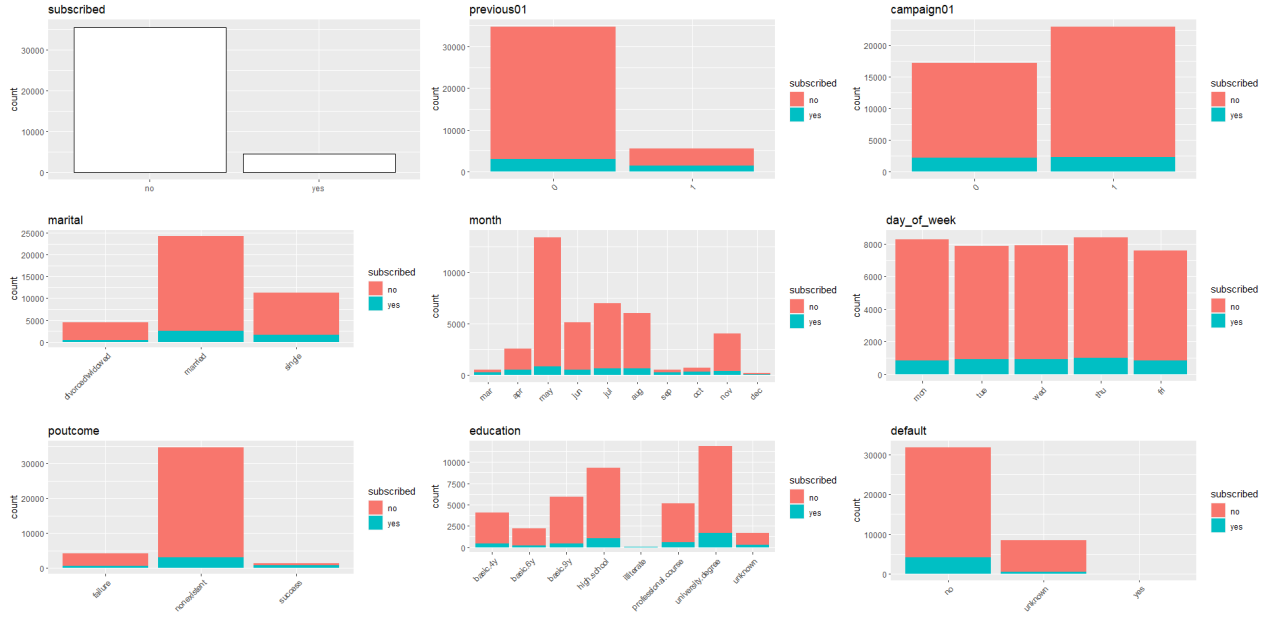 subscribed
count
30000
20000
10000
0
no
yes
previous01
count
30000
20000
10000
0
0
1
subscribed
no
yes
campaign01
count
20000
15000
10000
5000
0
0
1
subscribed
no
yes
marital
count
25000
20000
15000
10000
5000
0
divorced/widowed
married
single
subscribed
no
yes
month
count
10000
5000
0
mar
apr
may
jun
jul
aug
sep
oct
nov
dec
subscribed
no
yes
day_of_week
count
8000
6000
4000
2000
0
mon
tue
wed
thu
fri
subscribed
no
yes
poutcome
count
30000
20000
10000
0
failure
nonexistent
success
subscribed
no
yes
education
count
10000
7500
5000
2500
0
basic.4y
basic.6y
basic.9y
high.school
illiterate
professional.course
university.degree
unknown
subscribed
no
yes
default
count
30000
20000
10000
0
no
unknown
yes
subscribed
no
yes